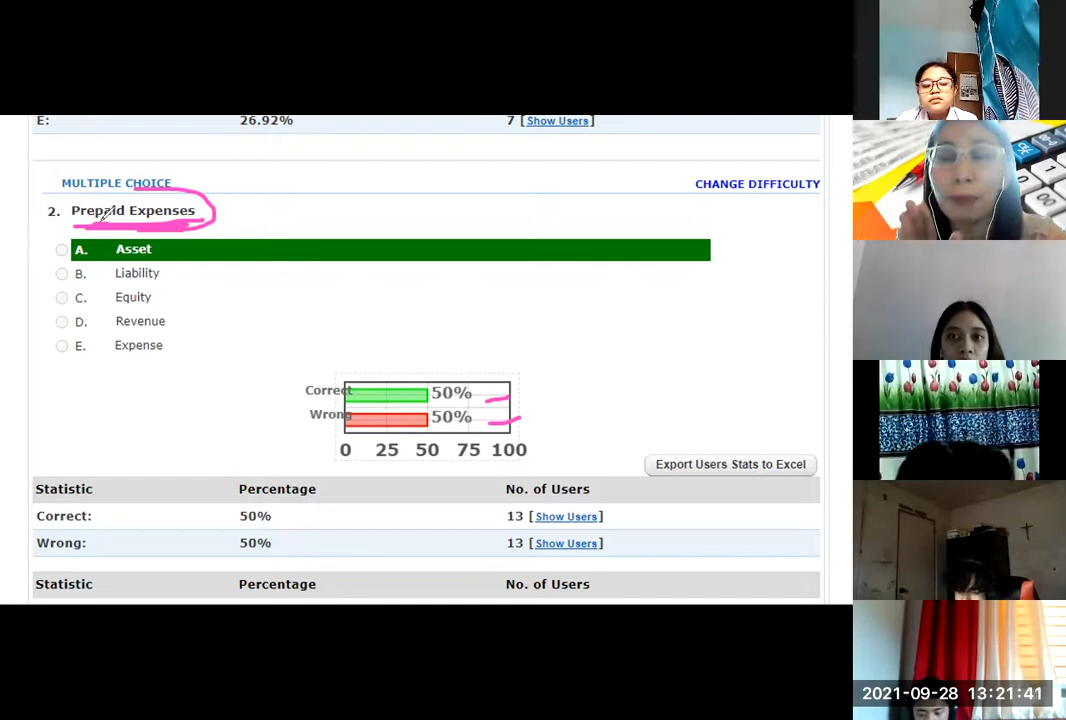 E: 26.92% 7 [Show Users]
MULTIPLE CHOICE CHANGE DIFFICULTY
2. Prepaid Expenses
A. Asset
B. Liability
C. Equity
D. Revenue
E. Expense
Correct 50%
Wrong 50%
0 25 50 75 100
Export Users Stats to Excel
Statistic Percentage No. of Users
Correct: 50% 13 [Show Users]
Wrong: 50% 13 [Show Users]
Statistic Percentage No. of Users
2021-09-28 13:21:41